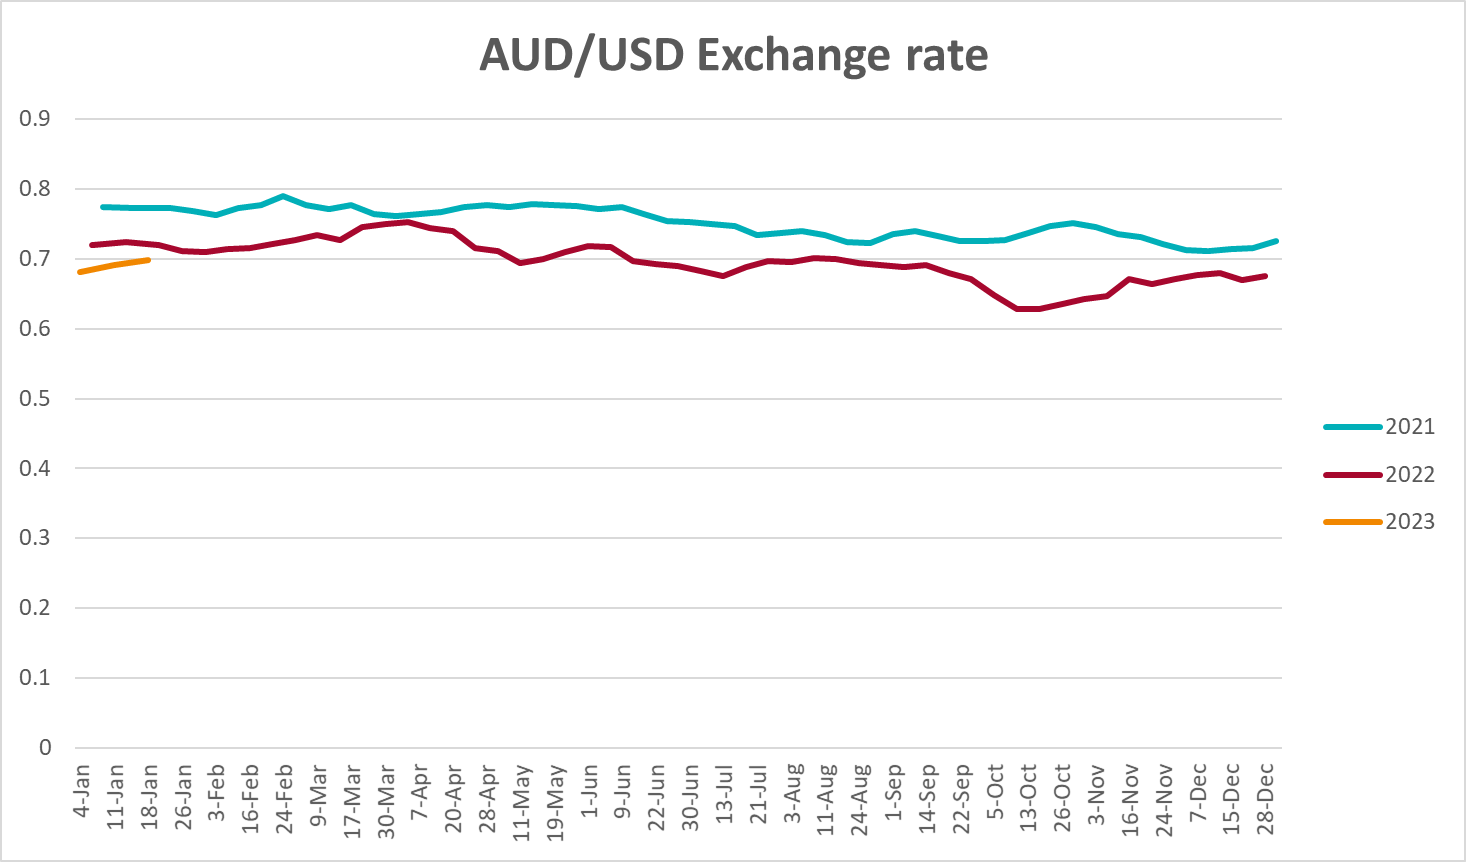 AUD/USD Exchange rate
0.9
0.8
0.7
0.6
0.5
0.4
0.3
0.2
0.1
0
2021
2022
2023
4-Jan
11-Jan
18-Jan
26-Jan
3-Feb
16-Feb
24-Feb
9-Mar
17-Mar
30-Mar
7-Apr
20-Apr
28-Apr
11-May
19-May
1-Jun
9-Jun
22-Jun
30-Jun
13-Jul
21-Jul
3-Aug
11-Aug
24-Aug
1-Sep
14-Sep
22-Sep
5-Oct
13-Oct
26-Oct
3-Nov
16-Nov
24-Nov
7-Dec
15-Dec
28-Dec